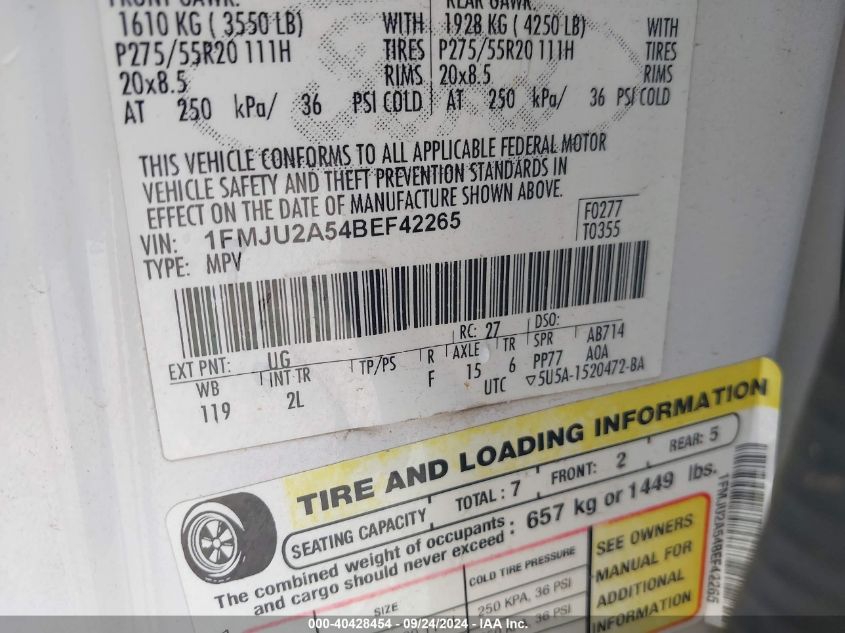 FRONT GAWR:
REAR GAWR:
1610 KG ( 3550 LB) WITH 1928 KG ( 4250 LB) WITH
P275/55R20 111H TIRES P275/55R20 111H TIRES
20x8.5 RIMS 20x8.5 RIMS
AT 250 kPa/ 36 PSI COLD AT 250 kPa/ 36 PSI COLD
THIS VEHICLE CONFORMS TO ALL APPLICABLE FEDERAL MOTOR
VEHICLE SAFETY AND THEFT PREVENTION STANDARDS IN
EFFECT ON THE DATE OF MANUFACTURE SHOWN ABOVE.
VIN: 1FMJU2A54BEF42265 F0277
TYPE: MPV T0355
EXT PNT: UG RC: 27 DSO:
WB INT TR TP/PS R AXLE TR SPR AB714
119 2L F 15 6 PP77 A0A
UTC ▽5U5A-1520472-BA
TIRE AND LOADING INFORMATION
SEATING CAPACITY TOTAL : 7 FRONT: 2 REAR: 5
The combined weight of occupants : 657 kg or 1449 lbs.
and cargo should never exceed
SIZE COLD TIRE PRESSURE
250 KPA, 36 PSI
SEE OWNERS
MANUAL FOR
ADDITIONAL
INFORMATION
1FMJU2A54BEF42265
000-40428454 - 09/24/2024 - IAA Inc.